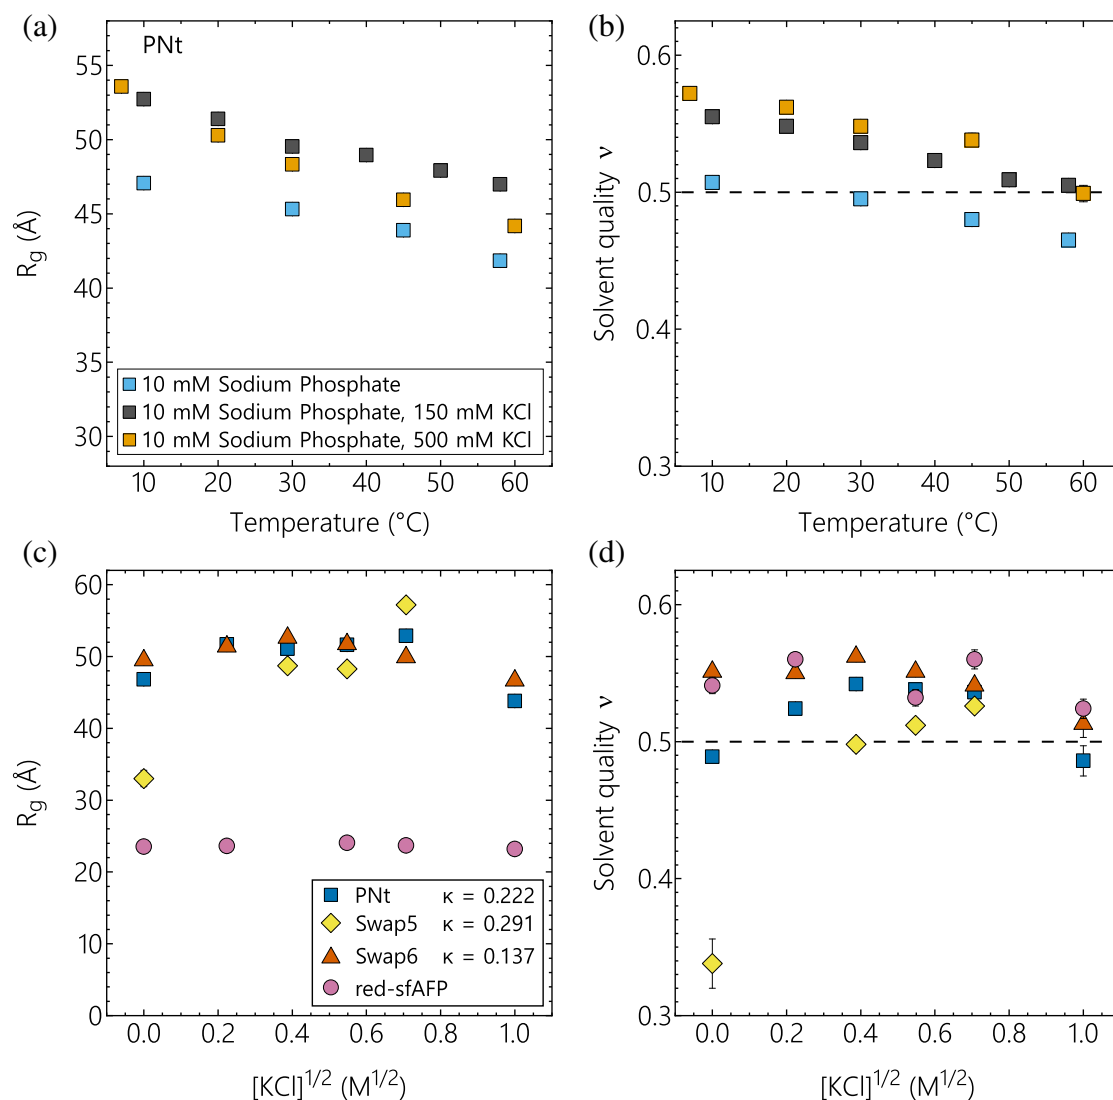 (a)
PNt
55
50
45
40
35
30
R_g (Å)
10 mM Sodium Phosphate
10 mM Sodium Phosphate, 150 mM KCl
10 mM Sodium Phosphate, 500 mM KCl
10 20 30 40 50 60
Temperature (°C)
(b)
0.6
0.5
0.4
0.3
Solvent quality ν
10 20 30 40 50 60
Temperature (°C)
(c)
60
50
40
30
20
10
0
R_g (Å)
PNt κ = 0.222
Swap5 κ = 0.291
Swap6 κ = 0.137
red-sfAFP
0.0 0.2 0.4 0.6 0.8 1.0
[KCl]^1/2 (M^1/2)
(d)
0.6
0.5
0.4
0.3
Solvent quality ν
0.0 0.2 0.4 0.6 0.8 1.0
[KCl]^1/2 (M^1/2)